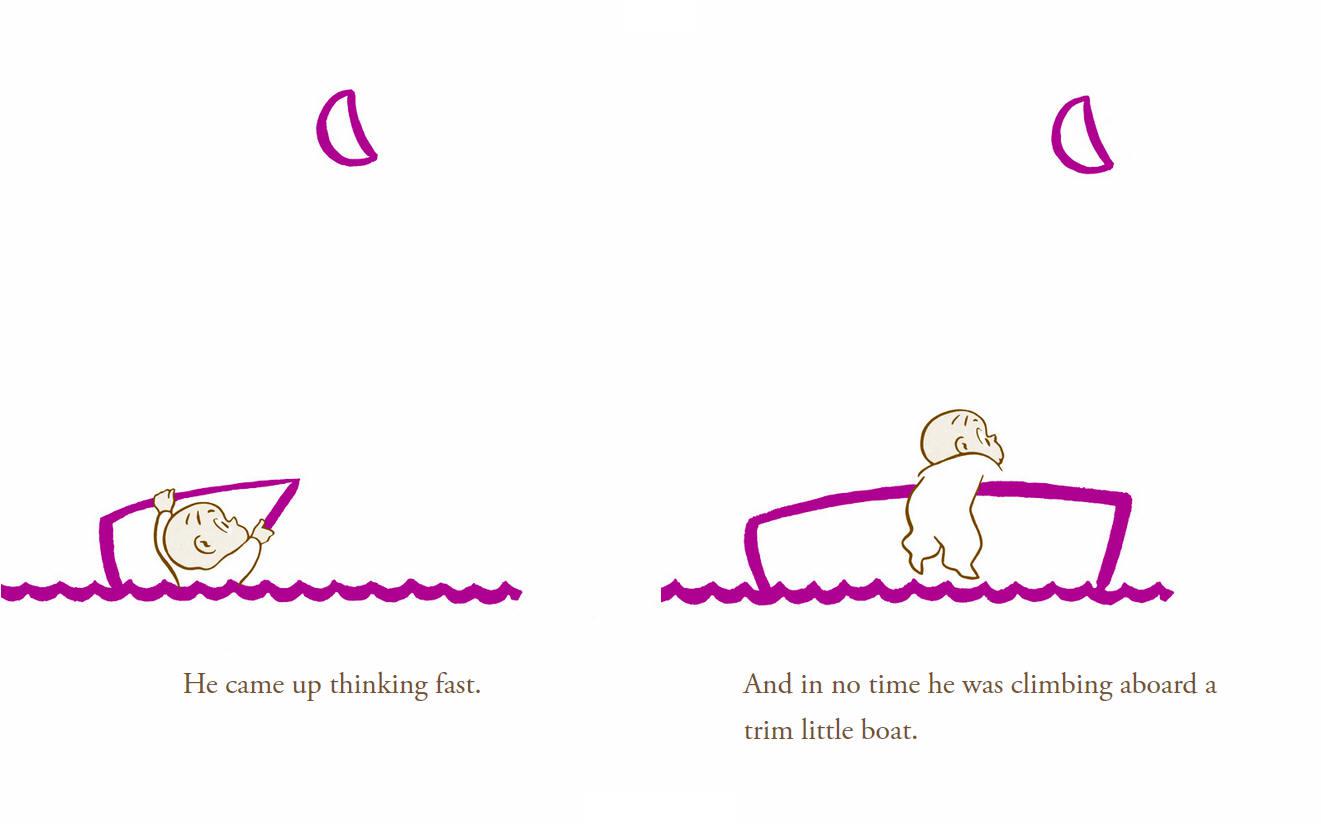 He came up thinking fast.
And in no time he was climbing aboard a
trim little boat.